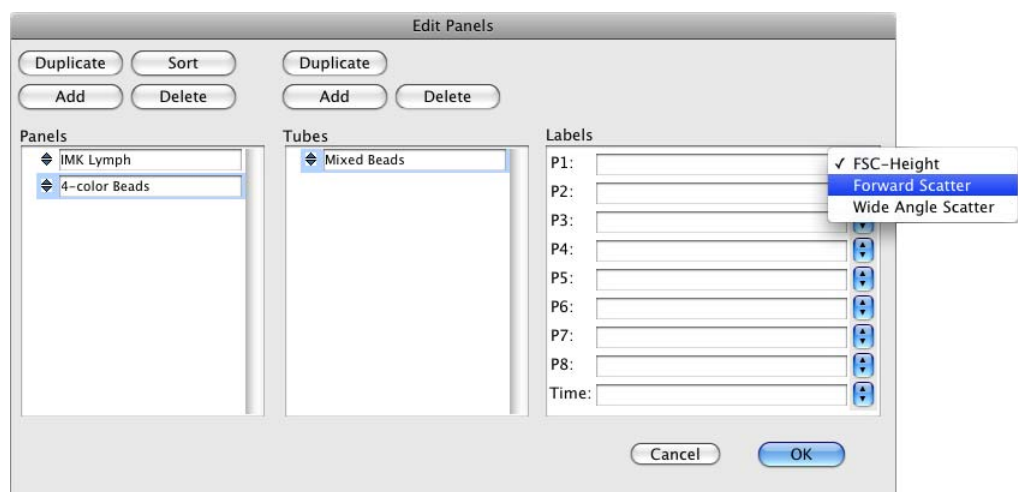 Edit Panels
Duplicate Sort Duplicate
Add Delete Add Delete
Panels Tubes Labels
IMK Lymph Mixed Beads P1: ✓ FSC-Height
4-color Beads P2: Forward Scatter
Wide Angle Scatter
P3:
P4:
P5:
P6:
P7:
P8:
Time:
Cancel OK